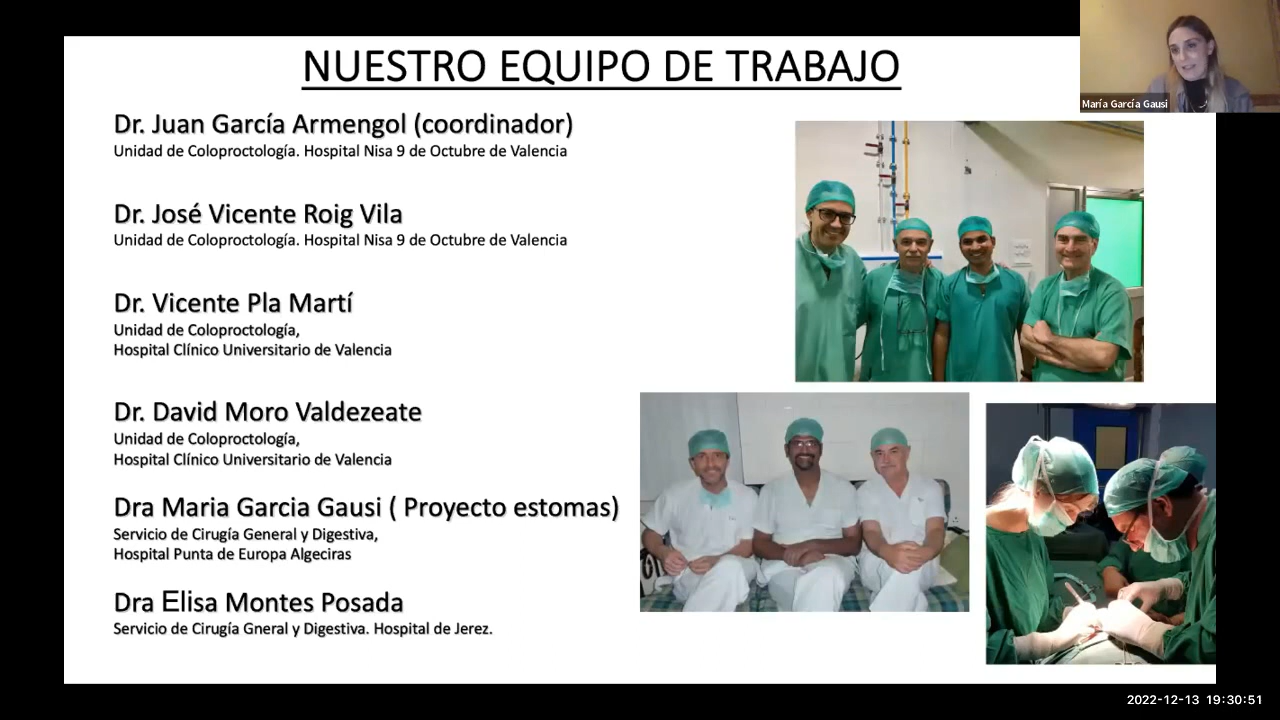 NUESTRO EQUIPO DE TRABAJO
María García Gausi
Dr. Juan García Armengol (coordinador)
Unidad de Coloproctología. Hospital Nisa 9 de Octubre de Valencia
Dr. José Vicente Roig Vila
Unidad de Coloproctología. Hospital Nisa 9 de Octubre de Valencia
Dr. Vicente Pla Martí
Unidad de Coloproctología,
Hospital Clínico Universitario de Valencia
Dr. David Moro Valdezeate
Unidad de Coloproctología,
Hospital Clínico Universitario de Valencia
Dra Maria Garcia Gausi ( Proyecto estomas)
Servicio de Cirugía General y Digestiva,
Hospital Punta de Europa Algeciras
Dra Elisa Montes Posada
Servicio de Cirugía Gneral y Digestiva. Hospital de Jerez.
2022-12-13 19:30:51